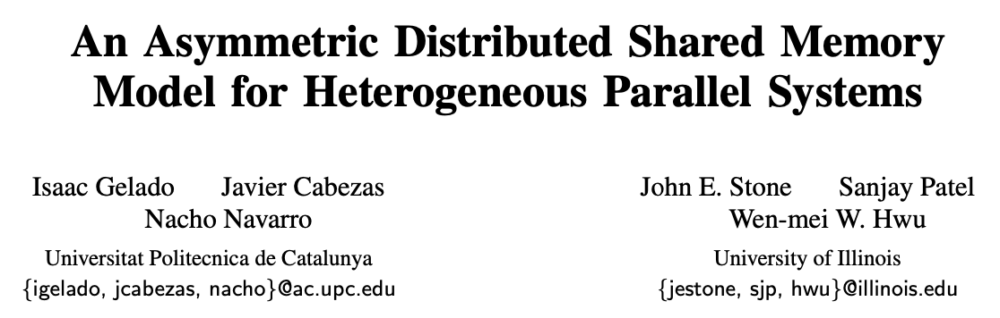 An Asymmetric Distributed Shared Memory
Model for Heterogeneous Parallel Systems
Isaac Gelado Javier Cabezas
Nacho Navarro
Universitat Politecnica de Catalunya
{igelado, jcabezas, nacho}@ac.upc.edu
John E. Stone Sanjay Patel
Wen-mei W. Hwu
University of Illinois
{jestone, sjp, hwu}@illinois.edu